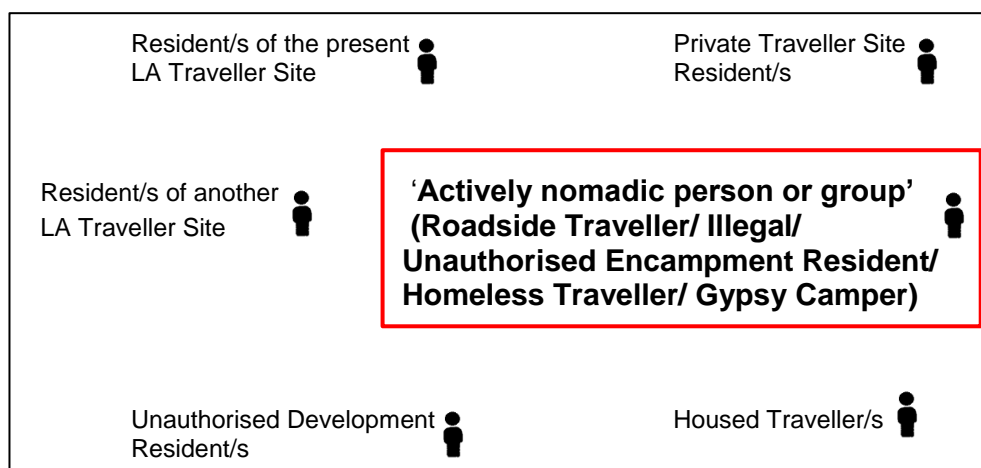 Resident/s of the present
LA Traveller Site
Private Traveller Site
Resident/s
Resident/s of another
LA Traveller Site
‘Actively nomadic person or group’
(Roadside Traveller/ Illegal/
Unauthorised Encampment Resident/
Homeless Traveller/ Gypsy Camper)
Unauthorised Development
Resident/s
Housed Traveller/s